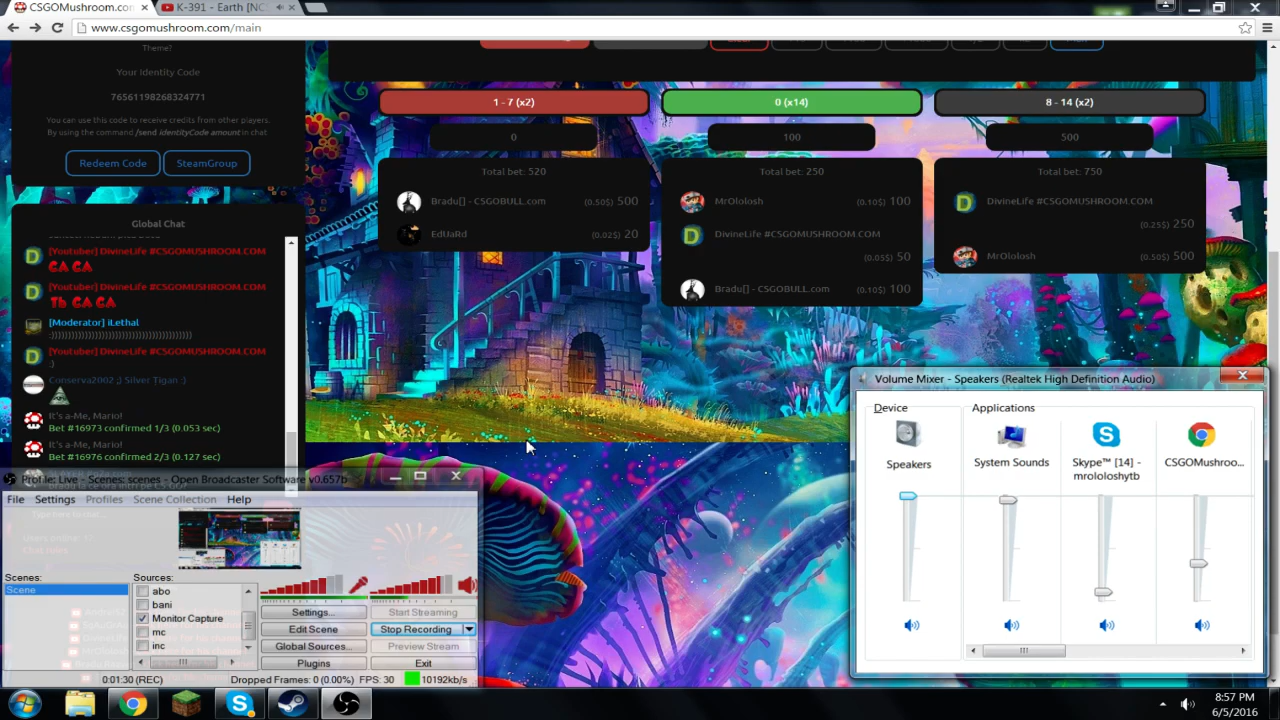 CSGOMushroom.com
K-391 - Earth [NCS
www.csgomushroom.com/main
Theme?
Your Identity Code
76561198268324771
You can use this code to receive credits from other players.
By using the command /send identityCode amount in chat
Redeem Code
SteamGroup
1 - 7 (x2)
0 (x14)
8 - 14 (x2)
0
100
500
Total bet: 520
Total bet: 250
Total bet: 750
Bradu[] - CSGOBULL.com (0.50$) 500
EdUaRd (0.02$) 20
MrOlolosh (0.10$) 100
DivineLife #CSGOMUSHROOM.COM
(0.05$) 50
Bradu[] - CSGOBULL.com (0.10$) 100
DivineLife #CSGOMUSHROOM.COM
(0.25$) 250
MrOlolosh (0.50$) 500
Global Chat
[Youtuber] DivineLife #CSGOMUSHROOM.COM
CA CA
[Youtuber] DivineLife #CSGOMUSHROOM.COM
Tb CA CA
[Moderator] iLethal
[Youtuber] DivineLife #CSGOMUSHROOM.COM
:)
Conserva2002 ;) Silver Țigan :)
It's a-Me, Mario!
Bet #16973 confirmed 1/3 (0.053 sec)
It's a-Me, Mario!
Bet #16976 confirmed 2/3 (0.127 sec)
Profile: Live - Scenes: scenes - Open Broadcaster Software v0.657b
File Settings Profiles Scene Collection Help
Scenes:
Scene
Sources:
abo
bani
Monitor Capture
mc
inc
Settings...
Start Streaming
Edit Scene
Stop Recording
Global Sources...
Preview Stream
Plugins
Exit
0:01:30 (REC)
Dropped Frames: 0 (0.00%)
FPS: 30
10192kb/s
Volume Mixer - Speakers (Realtek High Definition Audio)
Device
Applications
Speakers
System Sounds
Skype™ [14] -
mrololoshytb
CSGOMushroo...
8:57 PM
6/5/2016